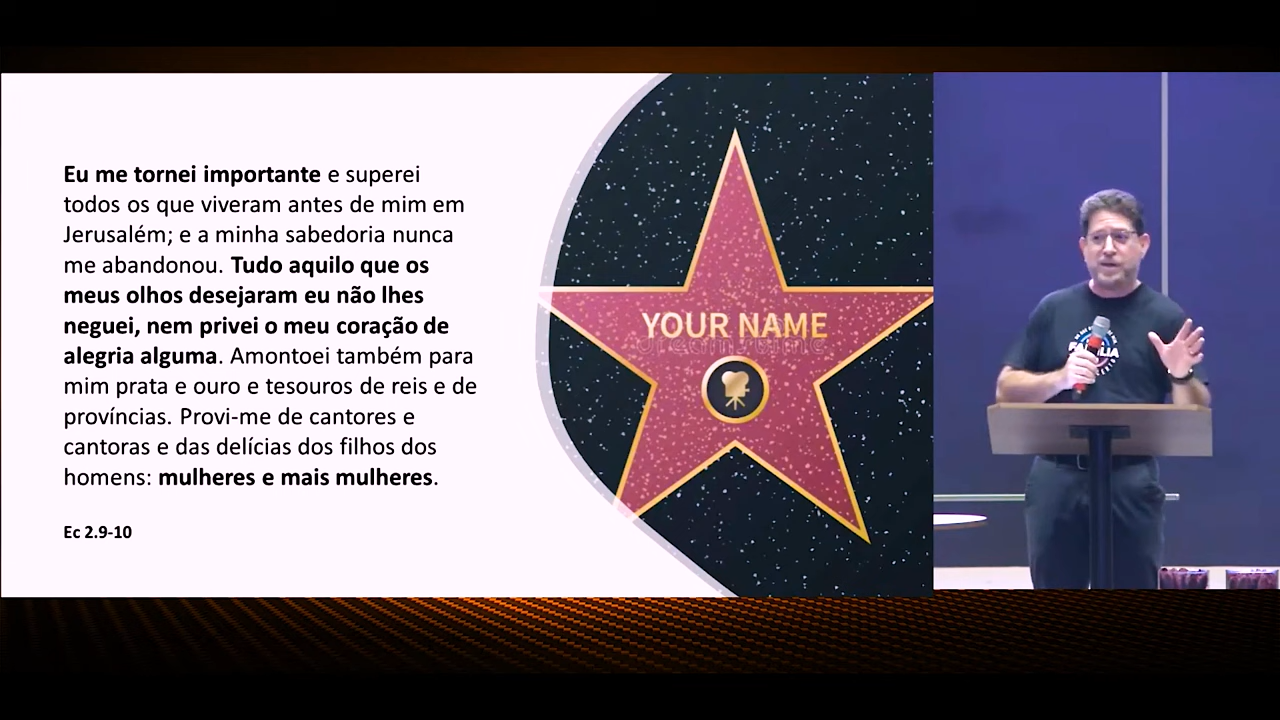 Eu me tornei importante e superei
todos os que viveram antes de mim em
Jerusalém; e a minha sabedoria nunca
me abandonou. Tudo aquilo que os
meus olhos desejaram eu não lhes
neguei, nem privei o meu coração de
alegria alguma. Amontoei também para
mim prata e ouro e tesouros de reis e de
províncias. Provi-me de cantores e
cantoras e das delícias dos filhos dos
homens: mulheres e mais mulheres.
Ec 2.9-10
YOUR NAME
dreamstime
FAMÍLIA